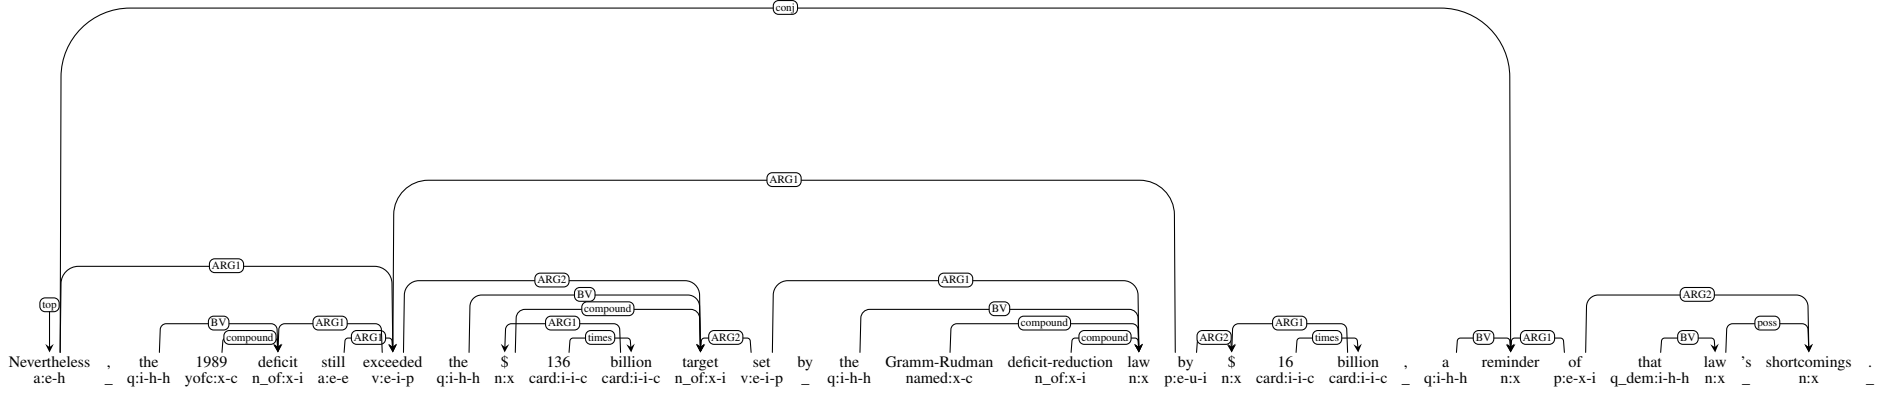 conj
ARG1
ARG1
ARG2
ARG1
top
BV
ARG2
compound
BV
BV
ARG1
ARG1
compound
ARG1
poss
compound
ARG1
times
ARG2
compound
ARG2
times
BV
ARG1
BV
Nevertheless , the 1989 deficit still exceeded the $ 136 billion target set by the Gramm-Rudman deficit-reduction law by $ 16 billion , a reminder of that law 's shortcomings .
a:e-h _ q:i-h-h yofc:x-c n_of:x-i a:e-e v:e-i-p q:i-h-h n:x card:i-i-c card:i-i-c n_of:x-i v:e-i-p _ q:i-h-h named:x-c n_of:x-i n:x p:e-u-i n:x card:i-i-c card:i-i-c _ q:i-h-h n:x p:e-x-i q_dem:i-h-h n:x _ n:x _